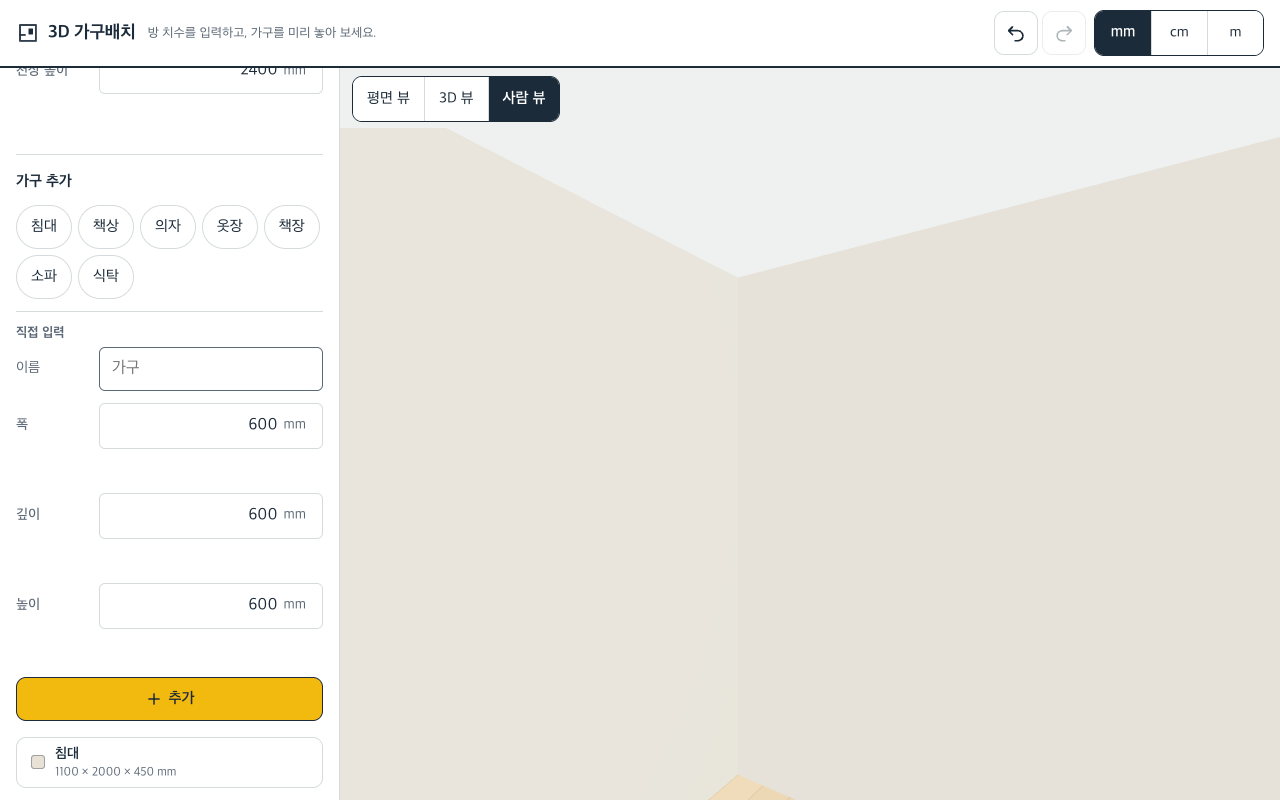 3D 가구배치 방 치수를 입력하고, 가구를 미리 놓아 보세요. mm cm m
천장 높이 2400 mm
평면 뷰 3D 뷰 사람 뷰
가구 추가
침대 책상 의자 옷장 책장
소파 식탁
직접 입력
이름 가구
폭 600 mm
깊이 600 mm
높이 600 mm
+ 추가
침대
1100 × 2000 × 450 mm